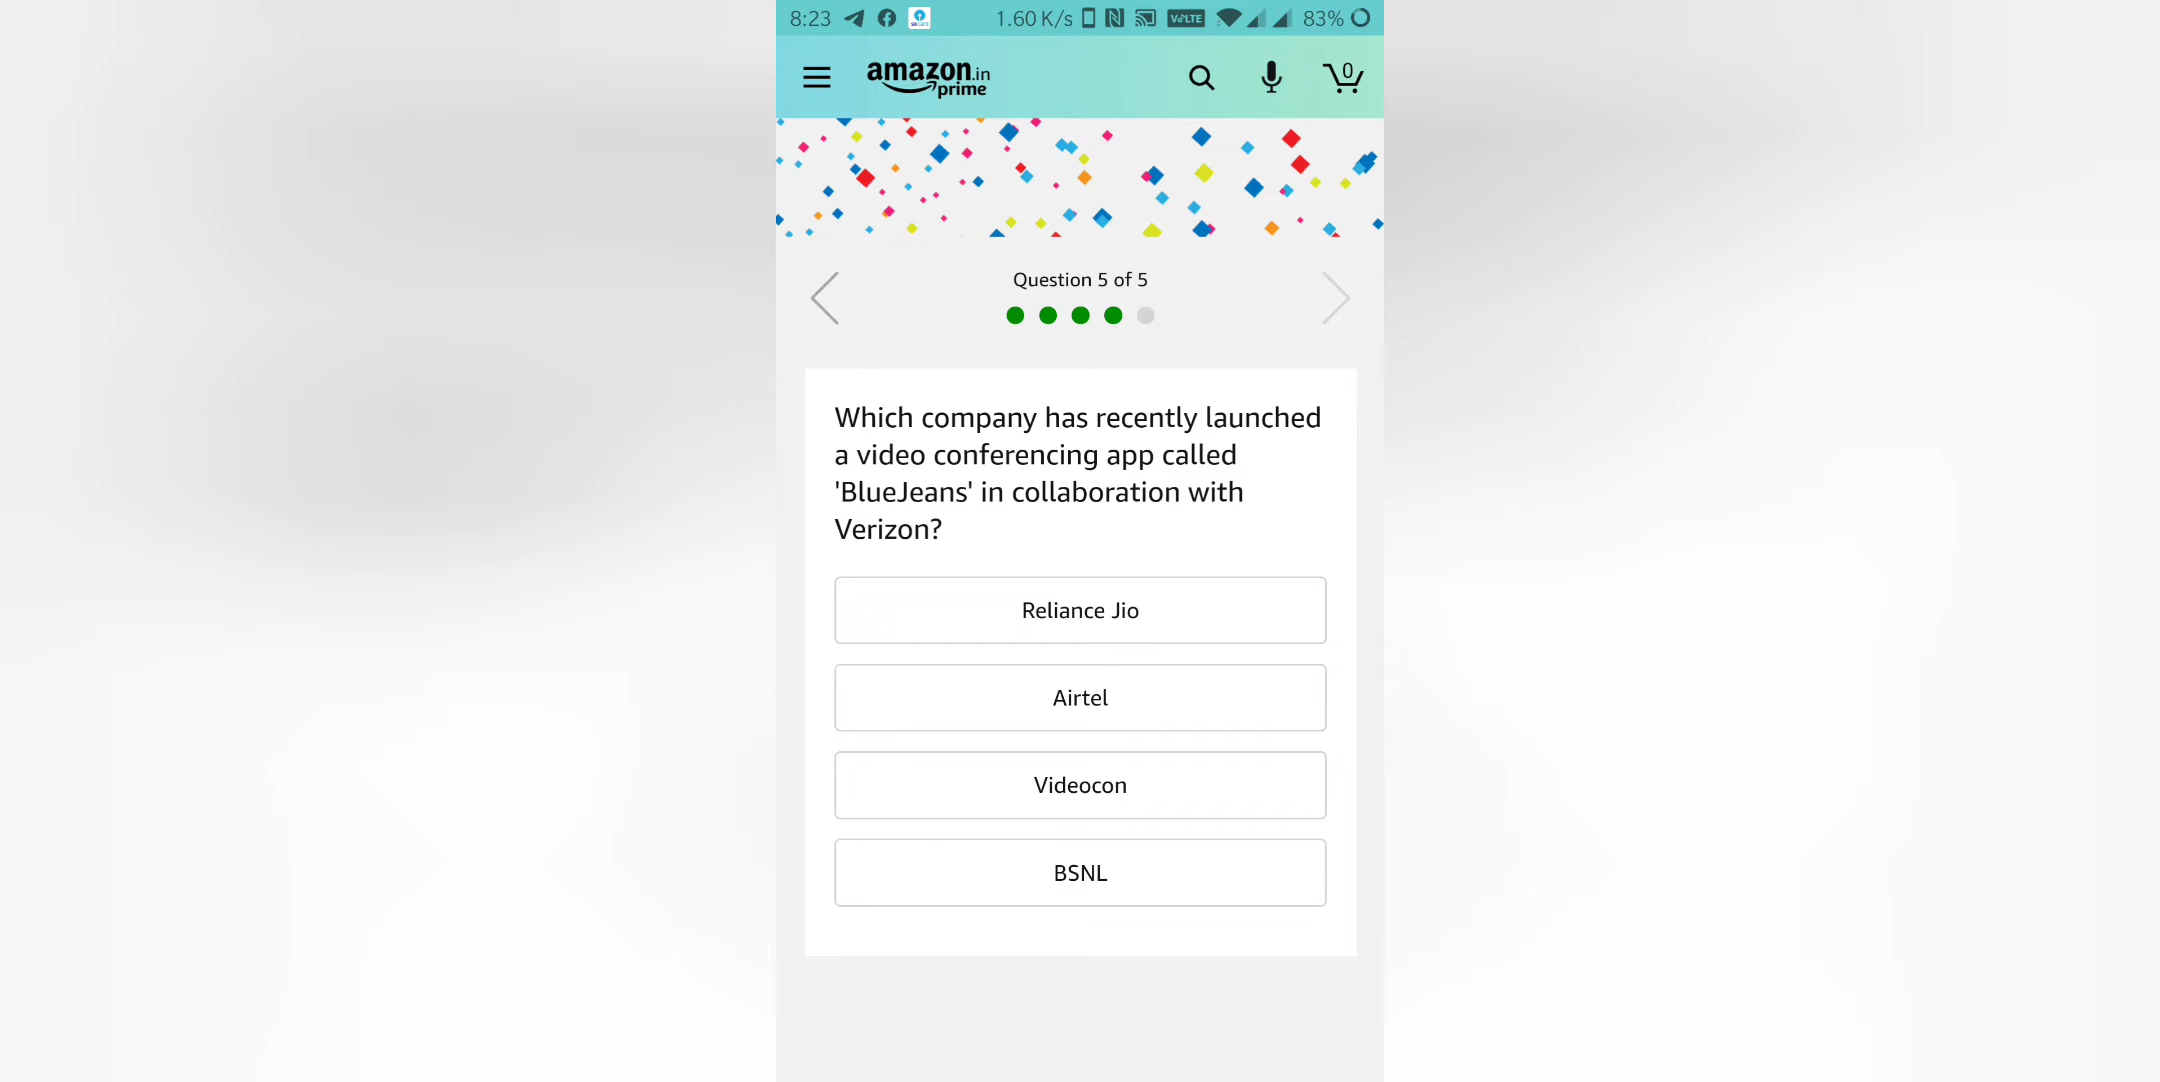 8:23 1.60 K/s VoLTE 83%
amazon.in
prime
0
Question 5 of 5
Which company has recently launched
a video conferencing app called
'BlueJeans' in collaboration with
Verizon?
Reliance Jio
Airtel
Videocon
BSNL